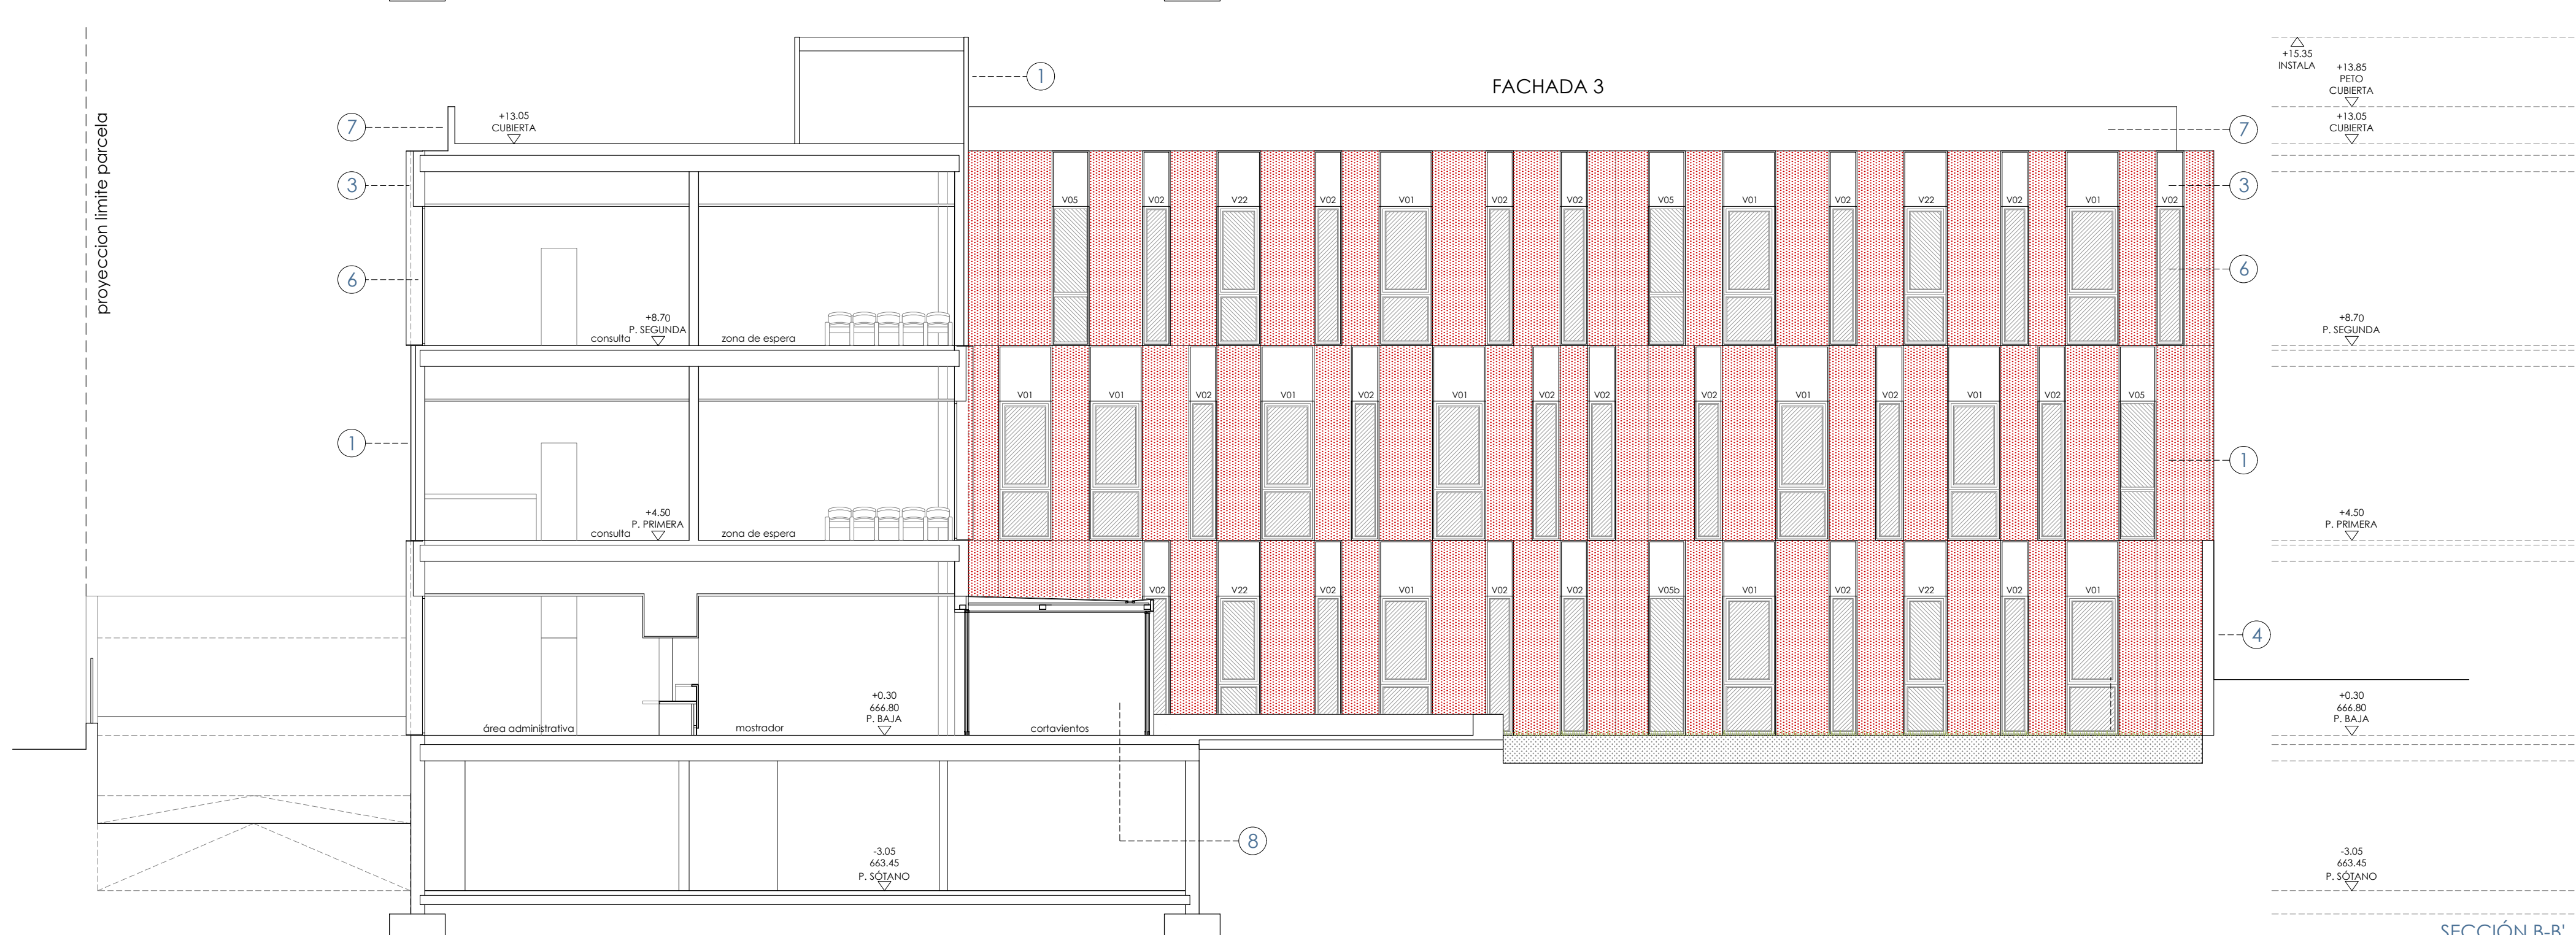 FACHADA 3
1
+15.35
INSTALA
+13.85
PETO
CUBIERTA
+13.05
CUBIERTA
proyeccion limite parcela
7
+13.05
CUBIERTA
7
3
3
V05 V02 V22 V02 V01 V02 V02 V05 V01 V02 V22 V02 V01 V02
6
6
+8.70
P. SEGUNDA
consulta
zona de espera
+8.70
P. SEGUNDA
V01 V01 V02 V01 V02 V01 V02 V02 V02 V01 V02 V01 V02 V05
1
1
+4.50
P. PRIMERA
consulta
zona de espera
+4.50
P. PRIMERA
V02 V22 V02 V01 V02 V02 V05b V01 V02 V22 V02 V01
4
+0.30
666.80
P. BAJA
área administrativa
mostrador
cortavientos
+0.30
666.80
P. BAJA
8
-3.05
663.45
P. SÓTANO
-3.05
663.45
P. SÓTANO
SECCIÓN B-B'